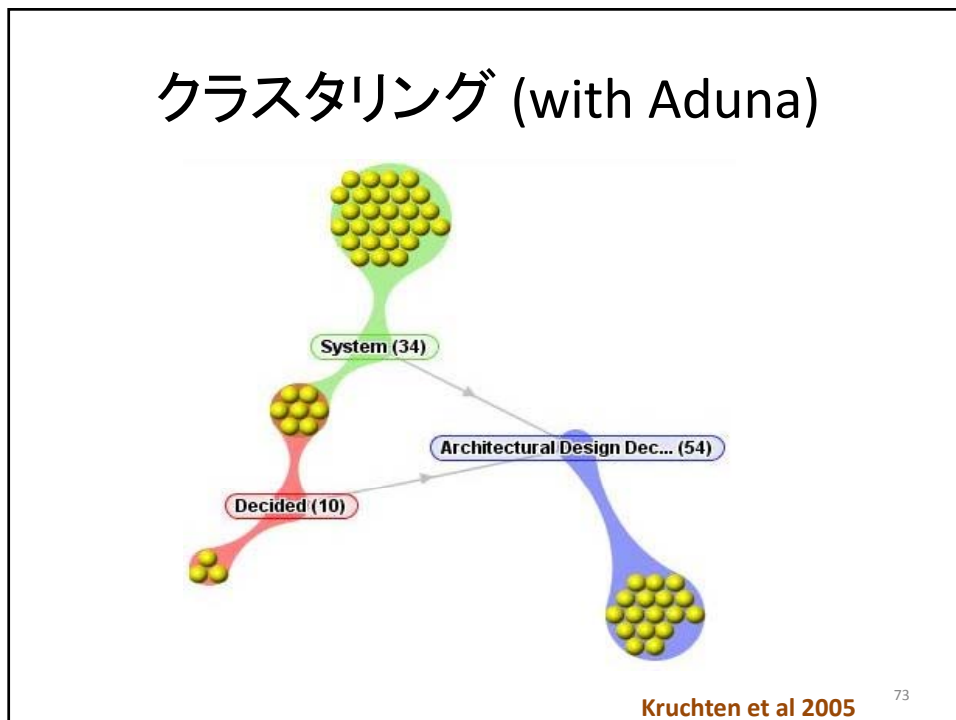 クラスタリング (with Aduna)
System (34)
Architectural Design Dec... (54)
Decided (10)
Kruchten et al 2005
73